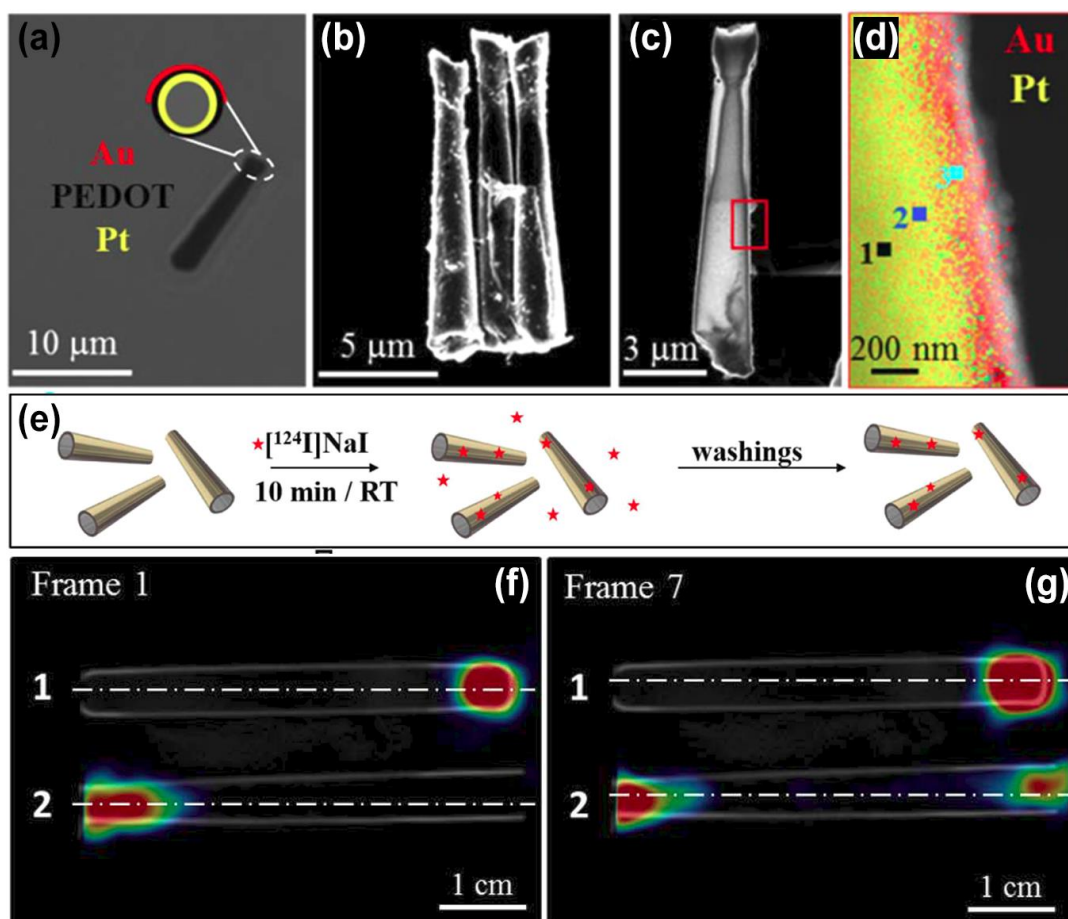 (a)
Au
PEDOT
Pt
10 μm
(b)
5 μm
(c)
3 μm
(d)
Au
Pt
3
2
1
200 nm
(e)
[¹²⁴I]NaI
10 min / RT
washings
Frame 1
(f)
1
2
1 cm
Frame 7
(g)
1
2
1 cm